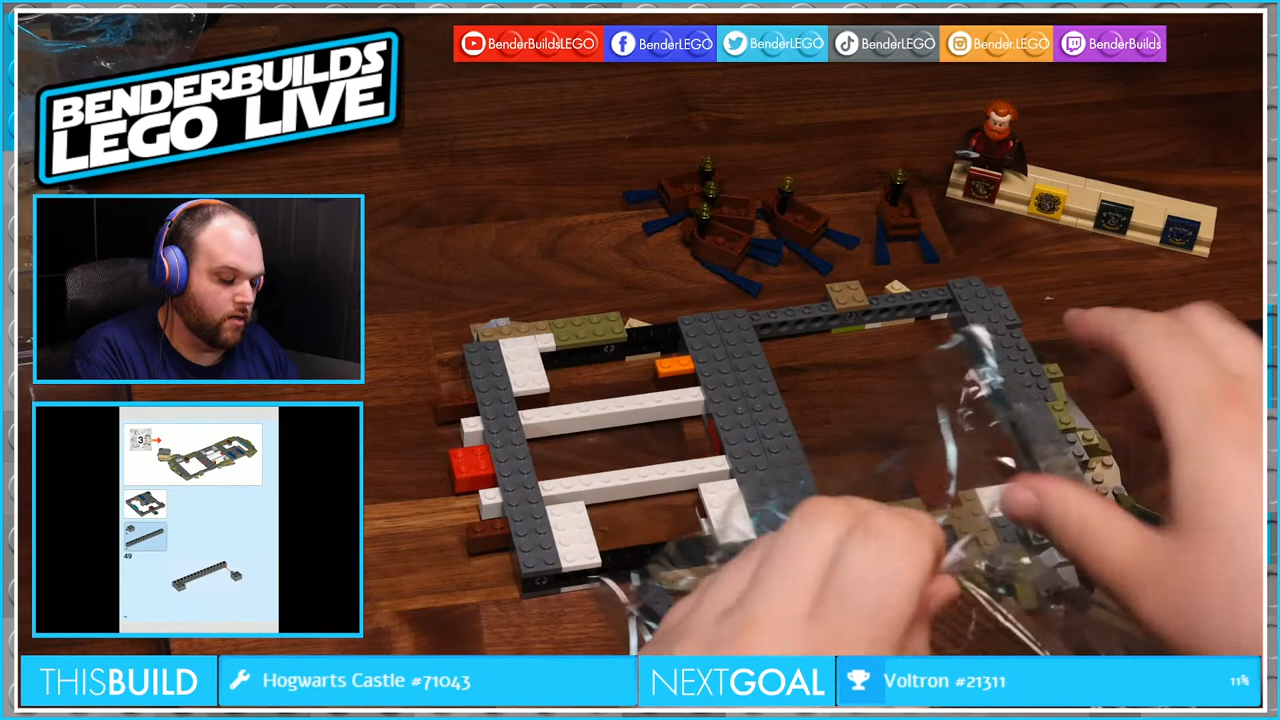 BenderBuildsLEGO BenderLEGO BenderLEGO BenderLEGO Bender.LEGO BenderBuilds
BENDERBUILDS
LEGO LIVE
3
49
THISBUILD Hogwarts Castle #71043 NEXTGOAL Voltron #21311 11%